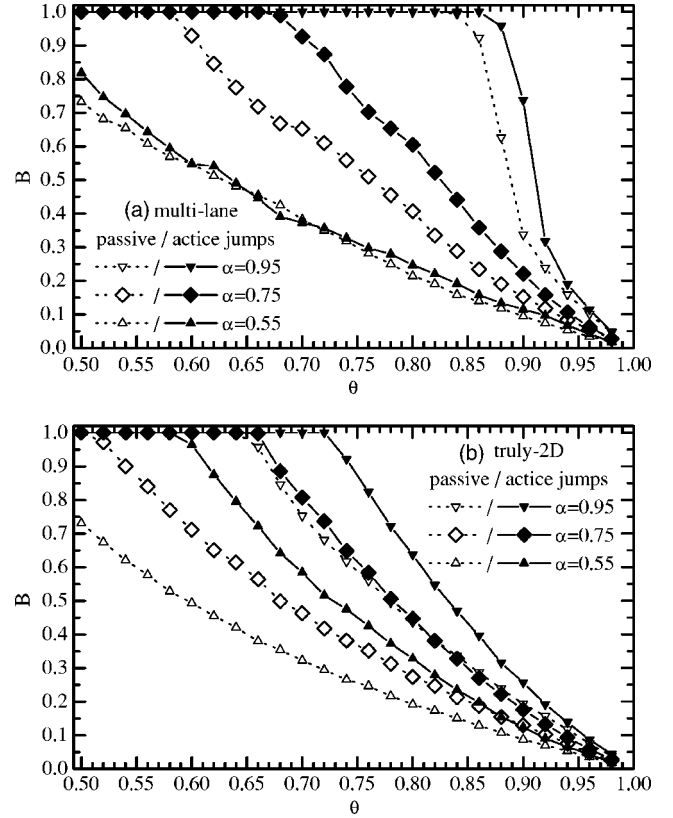 1.0
0.9
0.8
0.7
0.6
0.5
0.4
0.3
0.2
0.1
0.0
B
(a) multi-lane
passive / actice jumps
/ α=0.95
/ α=0.75
/ α=0.55
0.50 0.55 0.60 0.65 0.70 0.75 0.80 0.85 0.90 0.95 1.00
θ
1.0
0.9
0.8
0.7
0.6
0.5
0.4
0.3
0.2
0.1
0.0
B
(b) truly-2D
passive / actice jumps
/ α=0.95
/ α=0.75
/ α=0.55
0.50 0.55 0.60 0.65 0.70 0.75 0.80 0.85 0.90 0.95 1.00
θ